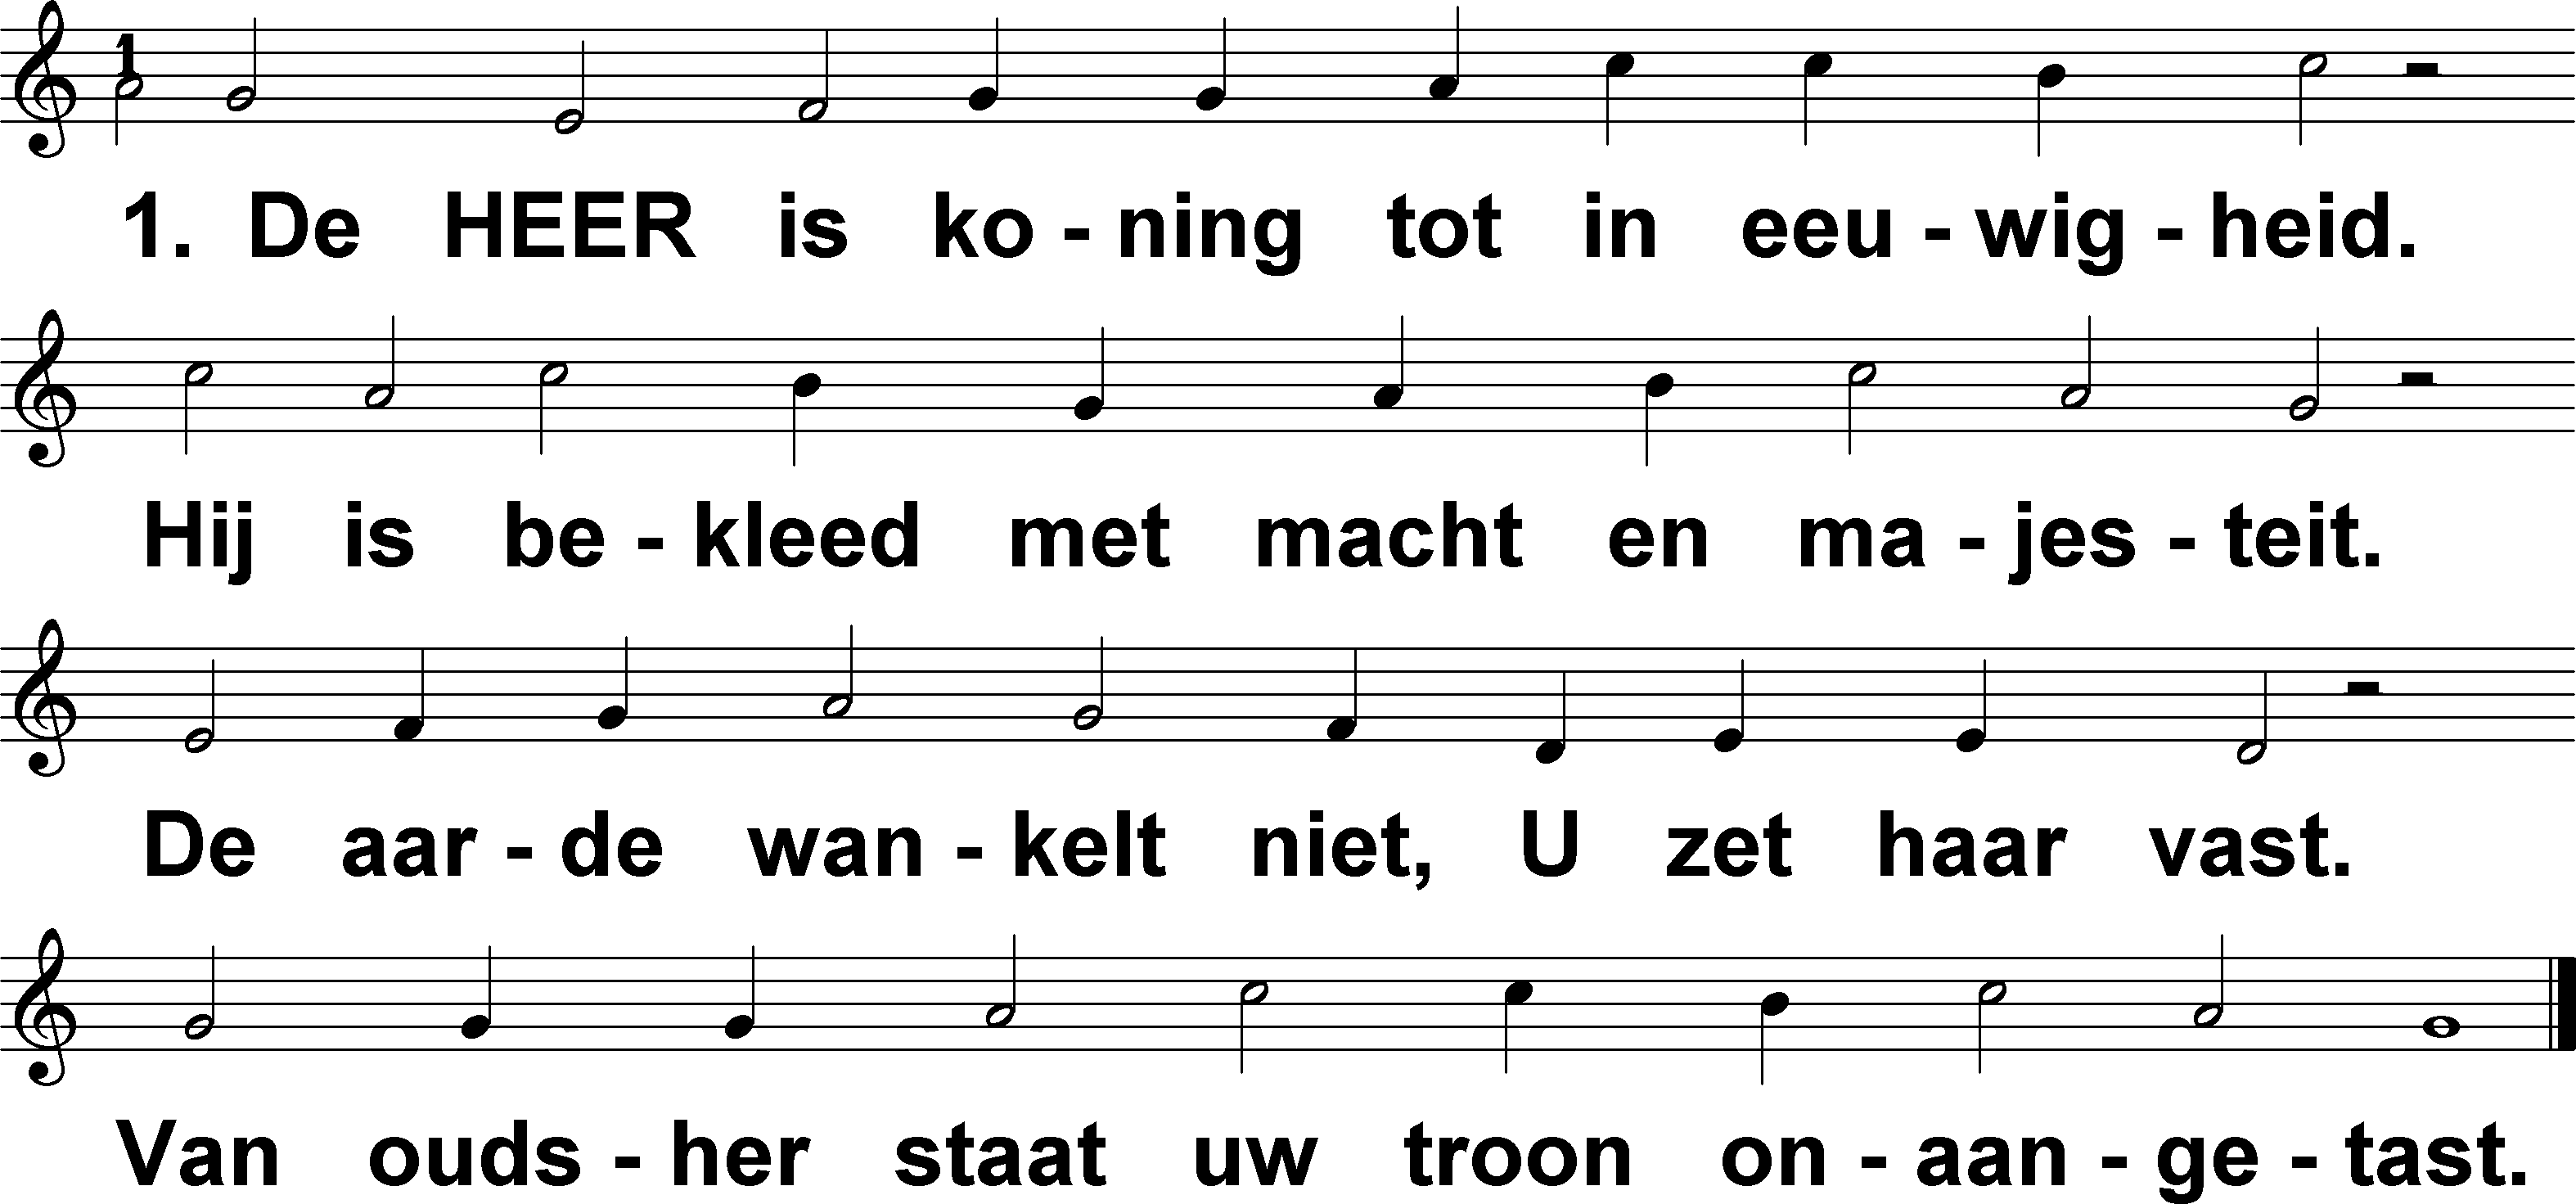 1
1. De HEER is ko - ning tot in eeu - wig - heid.
Hij is be - kleed met macht en ma - jes - teit.
De aar - de wan - kelt niet, U zet haar vast.
Van ouds - her staat uw troon on - aan - ge - tast.